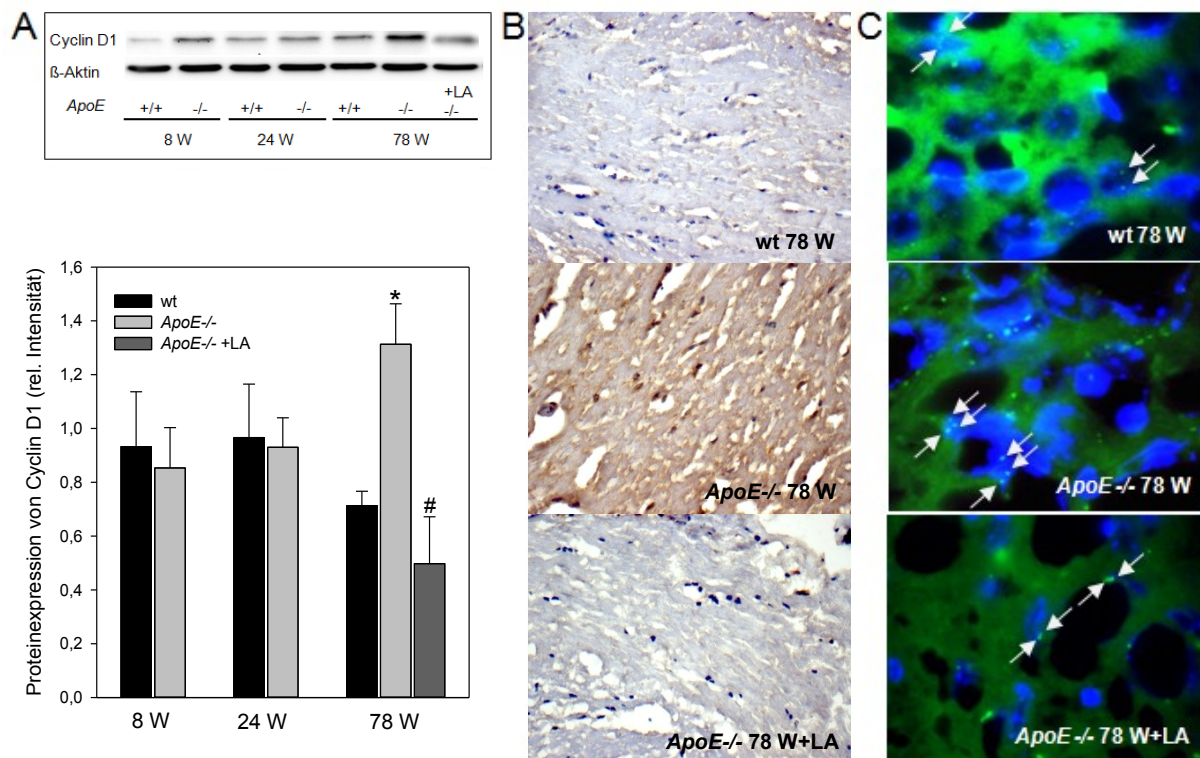 A
Cyclin D1
ß-Aktin
+LA
ApoE +/+ -/- +/+ -/- +/+ -/- -/-
8 W 24 W 78 W
Proteinexpression von Cyclin D1 (rel. Intensität)
1,6
1,4
1,2
1,0
0,8
0,6
0,4
0,2
0,0
wt
ApoE-/-
ApoE-/- +LA
*
#
8 W 24 W 78 W
B
wt 78 W
ApoE-/- 78 W
ApoE-/- 78 W+LA
C
wt 78 W
ApoE-/- 78 W
ApoE-/- 78 W+LA